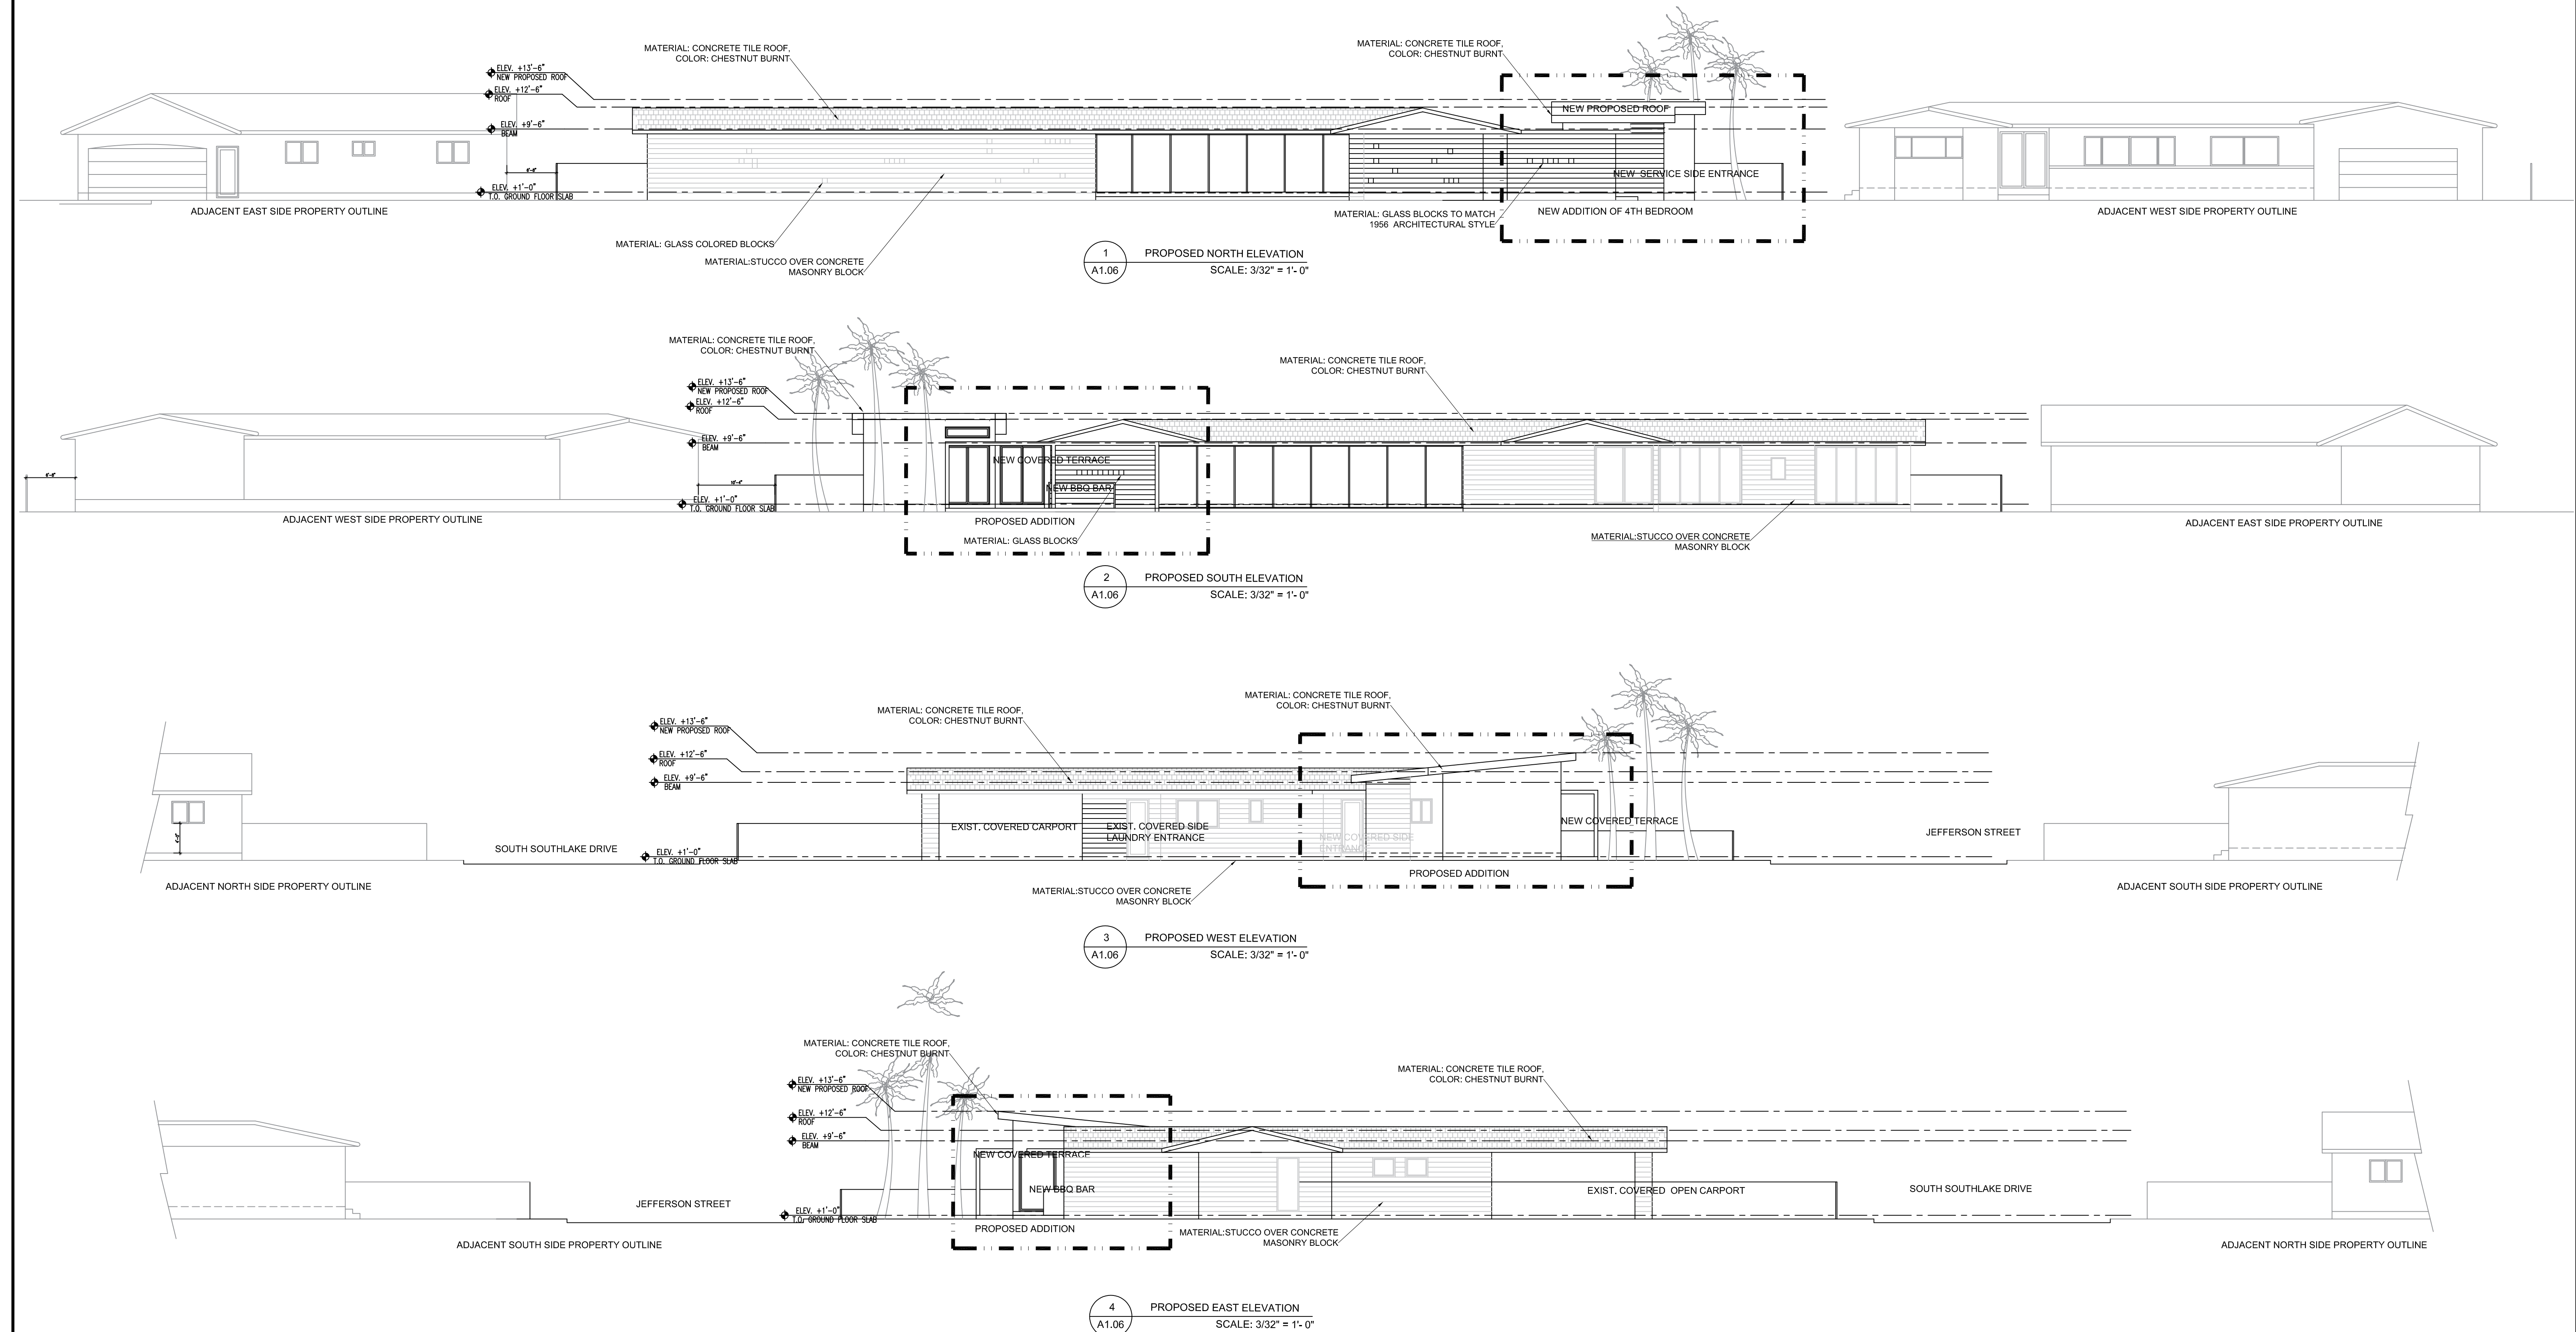 MATERIAL: CONCRETE TILE ROOF,
COLOR: CHESTNUT BURNT
MATERIAL: CONCRETE TILE ROOF,
COLOR: CHESTNUT BURNT
ELEV. +13'-6"
NEW PROPOSED ROOF
ELEV. +12'-6"
ROOF
ELEV. +9'-6"
BEAM
ELEV. +1'-0"
T.O. GROUND FLOOR SLAB
NEW PROPOSED ROOF
NEW SERVICE SIDE ENTRANCE
ADJACENT EAST SIDE PROPERTY OUTLINE
MATERIAL: GLASS BLOCKS TO MATCH
1956 ARCHITECTURAL STYLE
NEW ADDITION OF 4TH BEDROOM
ADJACENT WEST SIDE PROPERTY OUTLINE
MATERIAL: GLASS COLORED BLOCKS
MATERIAL:STUCCO OVER CONCRETE
MASONRY BLOCK
1
A1.06
PROPOSED NORTH ELEVATION
SCALE: 3/32" = 1'- 0"
MATERIAL: CONCRETE TILE ROOF,
COLOR: CHESTNUT BURNT
MATERIAL: CONCRETE TILE ROOF,
COLOR: CHESTNUT BURNT
ELEV. +13'-6"
NEW PROPOSED ROOF
ELEV. +12'-6"
ROOF
ELEV. +9'-6"
BEAM
NEW COVERED TERRACE
NEW BBQ BAR
ELEV. +1'-0"
T.O. GROUND FLOOR SLAB
ADJACENT WEST SIDE PROPERTY OUTLINE
PROPOSED ADDITION
ADJACENT EAST SIDE PROPERTY OUTLINE
MATERIAL: GLASS BLOCKS
MATERIAL:STUCCO OVER CONCRETE
MASONRY BLOCK
2
A1.06
PROPOSED SOUTH ELEVATION
SCALE: 3/32" = 1'- 0"
MATERIAL: CONCRETE TILE ROOF,
COLOR: CHESTNUT BURNT
MATERIAL: CONCRETE TILE ROOF,
COLOR: CHESTNUT BURNT
ELEV. +13'-6"
NEW PROPOSED ROOF
ELEV. +12'-6"
ROOF
ELEV. +9'-6"
BEAM
EXIST. COVERED CARPORT
EXIST. COVERED SIDE
LAUNDRY ENTRANCE
NEW COVERED SIDE
ENTRANCE
NEW COVERED TERRACE
JEFFERSON STREET
SOUTH SOUTHLAKE DRIVE
ELEV. +1'-0"
T.O. GROUND FLOOR SLAB
PROPOSED ADDITION
ADJACENT NORTH SIDE PROPERTY OUTLINE
MATERIAL:STUCCO OVER CONCRETE
MASONRY BLOCK
ADJACENT SOUTH SIDE PROPERTY OUTLINE
3
A1.06
PROPOSED WEST ELEVATION
SCALE: 3/32" = 1'- 0"
MATERIAL: CONCRETE TILE ROOF,
COLOR: CHESTNUT BURNT
MATERIAL: CONCRETE TILE ROOF,
COLOR: CHESTNUT BURNT
ELEV. +13'-6"
NEW PROPOSED ROOF
ELEV. +12'-6"
ROOF
ELEV. +9'-6"
BEAM
NEW COVERED TERRACE
NEW BBQ BAR
EXIST. COVERED OPEN CARPORT
SOUTH SOUTHLAKE DRIVE
JEFFERSON STREET
ELEV. +1'-0"
T.O. GROUND FLOOR SLAB
PROPOSED ADDITION
MATERIAL:STUCCO OVER CONCRETE
MASONRY BLOCK
ADJACENT SOUTH SIDE PROPERTY OUTLINE
ADJACENT NORTH SIDE PROPERTY OUTLINE
4
A1.06
PROPOSED EAST ELEVATION
SCALE: 3/32" = 1'- 0"